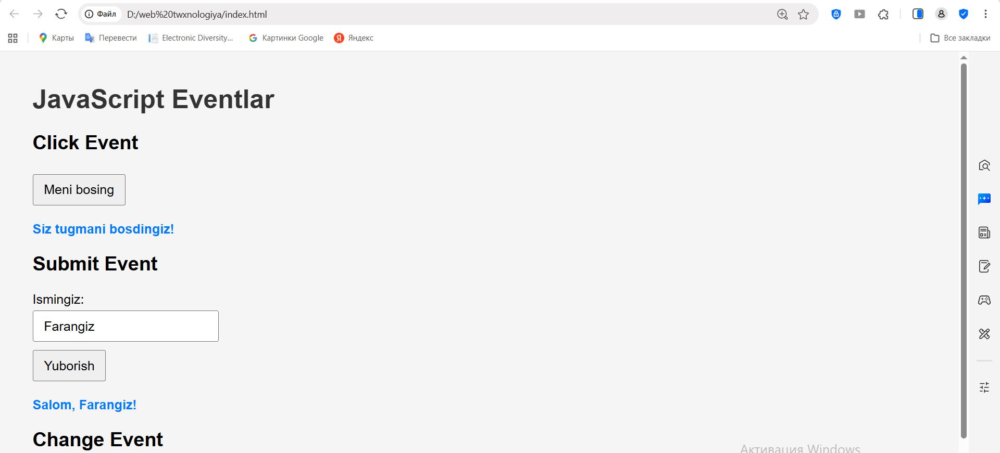 Файл
D:/web%20twxnologiya/index.html
Карты
Перевести
Electronic Diversity...
Картинки Google
Яндекс
Все закладки
JavaScript Eventlar
Click Event
Meni bosing
Siz tugmani bosdingiz!
Submit Event
Ismingiz:
Farangiz
Yuborish
Salom, Farangiz!
Change Event
Активация Windows